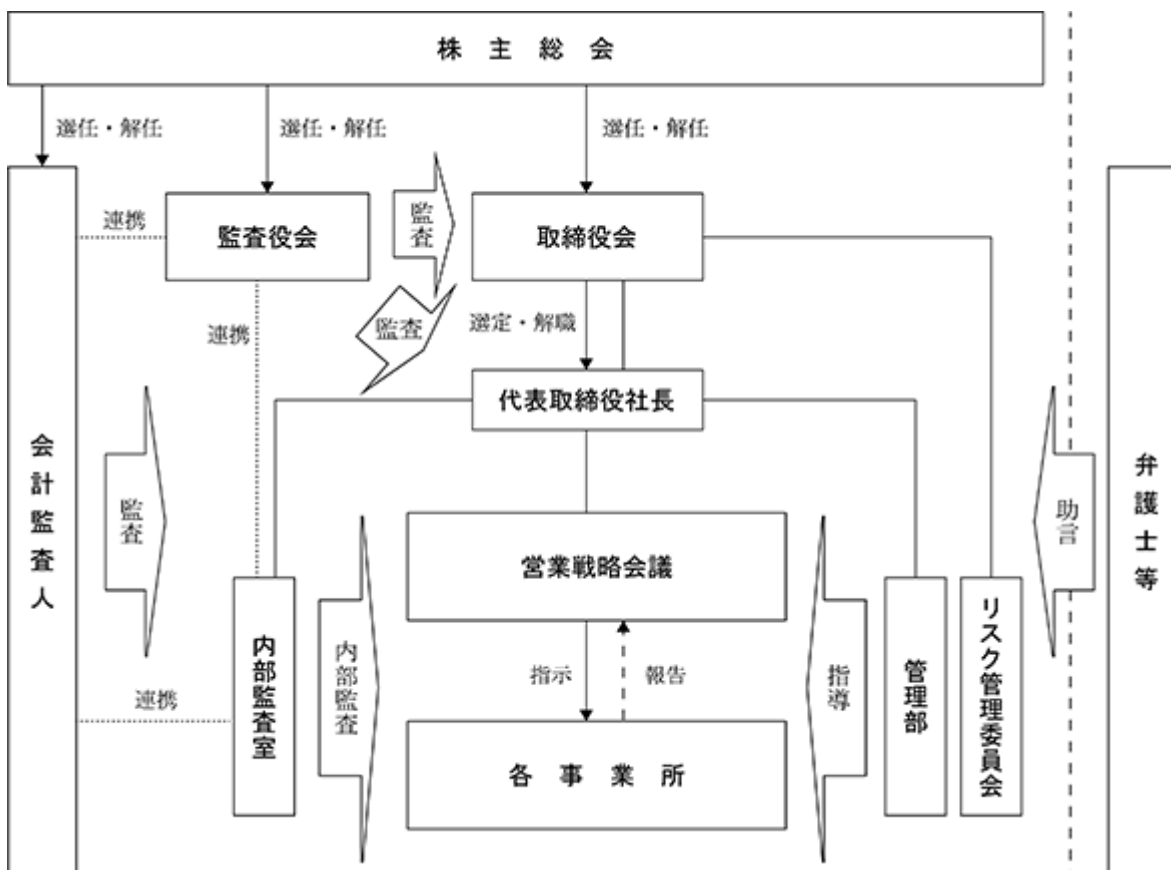 株主総会
選任・解任
選任・解任
選任・解任
連携
監査役会
監査
取締役会
連携
監査
選定・解職
代表取締役社長
会計監査人
監査
営業戦略会議
助言
弁護士等
内部監査室
内部監査
指示
報告
指導
管理部
リスク管理委員会
連携
各事業所